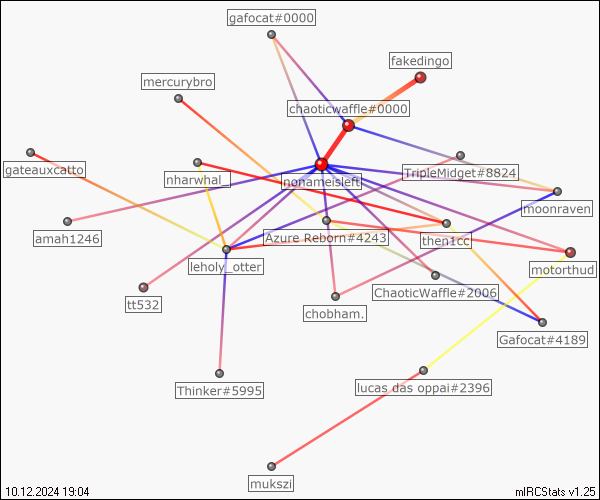 gafocat#0000
fakedingo
mercurybro
chaoticwaffle#0000
gateauxcatto
nharwhal_
nonameisleft
TripleMidget#8824
moonraven
amah1246
Azure Reborn#4243
then1cc
leholy_otter
motorthud
tt532
chobham.
ChaoticWaffle#2006
Gafocat#4189
Thinker#5995
lucas das oppai#2396
mukszi
10.12.2024 19:04
mIRCStats v1.25